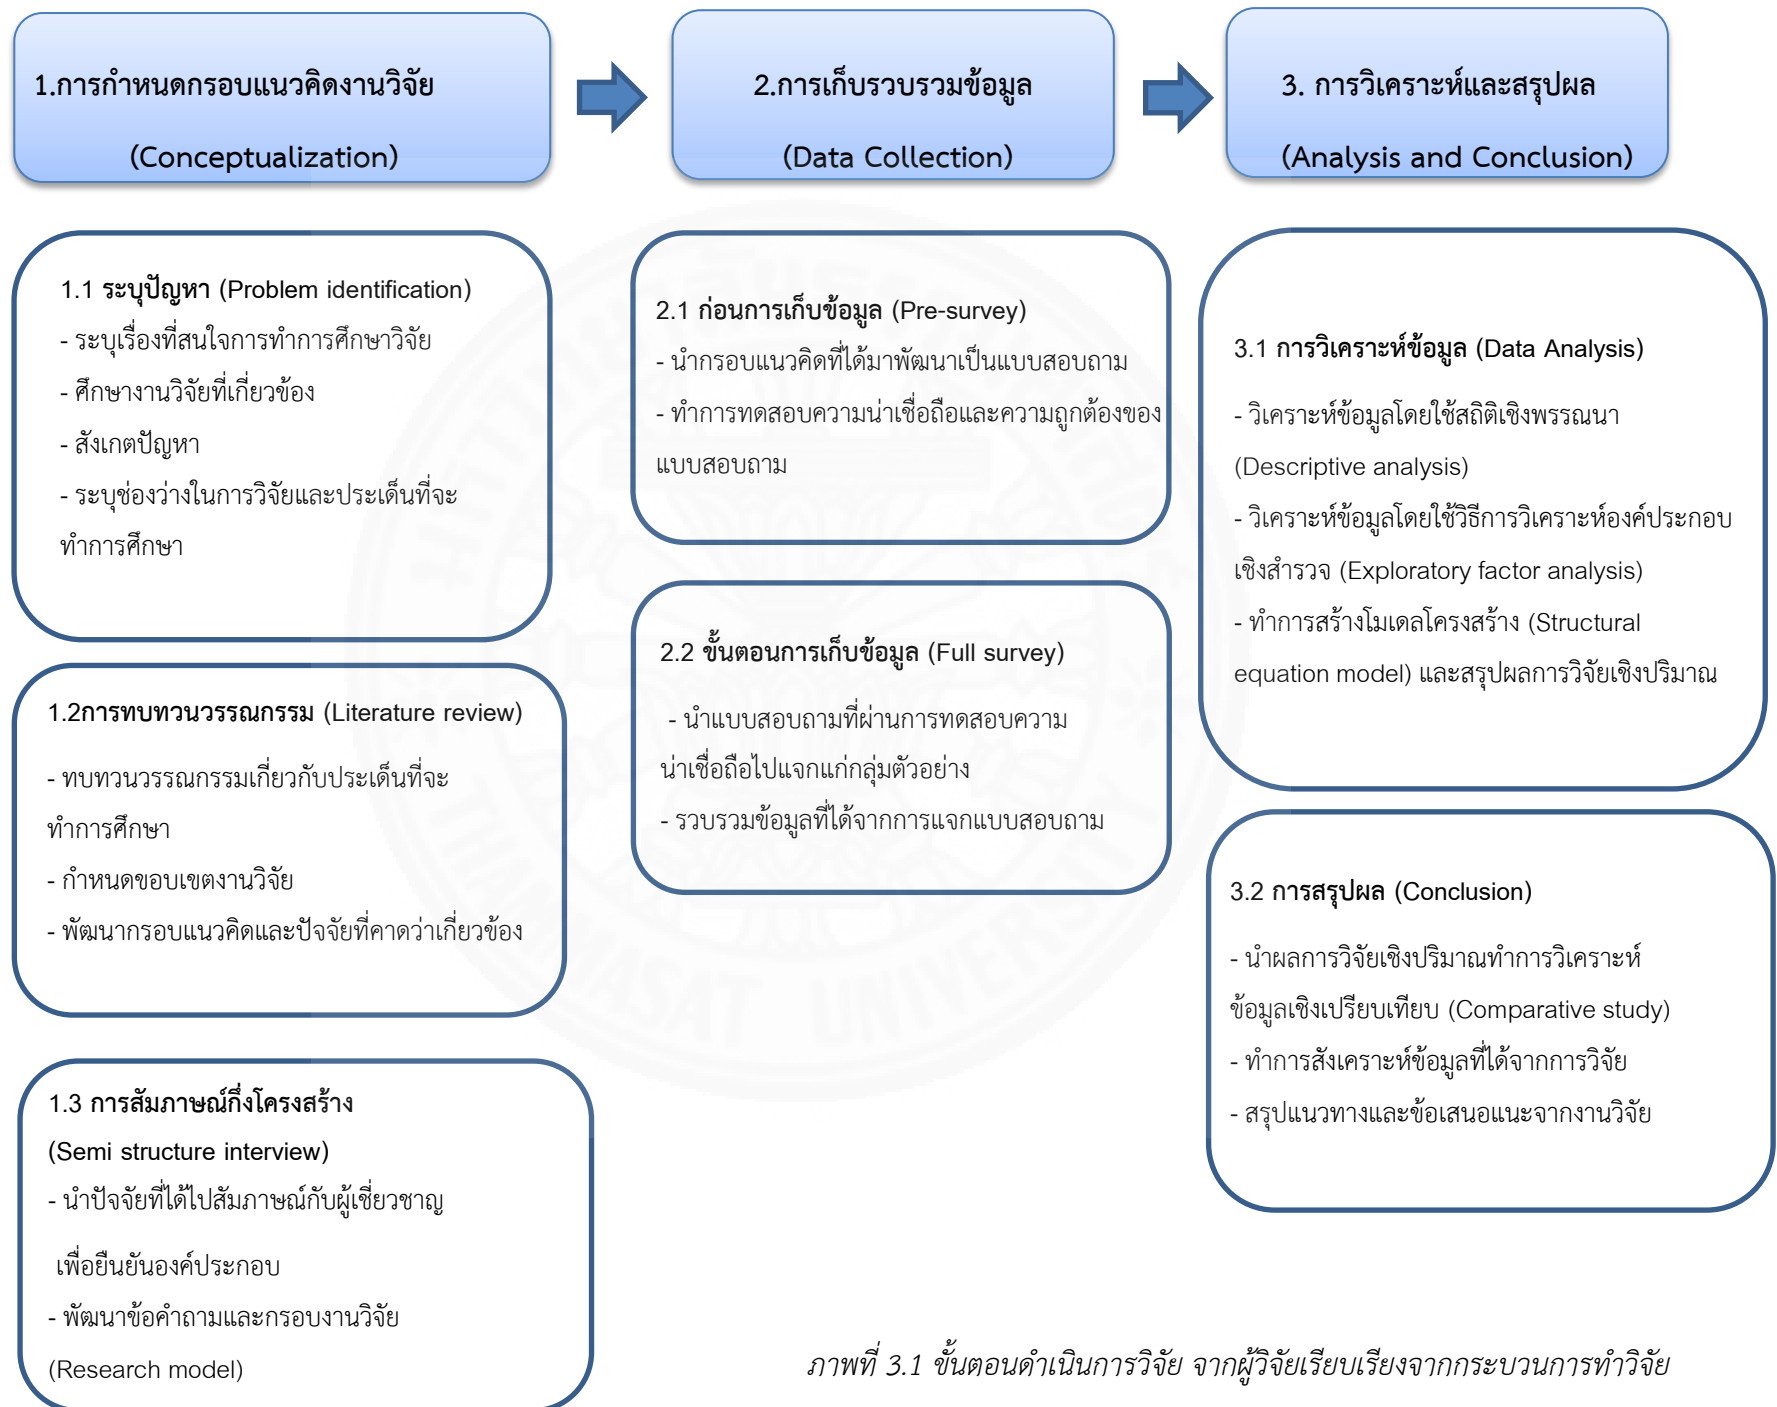 1.การกำหนดกรอบแนวคิดงานวิจัย
(Conceptualization)
2.การเก็บรวบรวมข้อมูล
(Data Collection)
3. การวิเคราะห์และสรุปผล
(Analysis and Conclusion)
1.1 ระบุปัญหา (Problem identification)
- ระบุเรื่องที่สนใจการทำการศึกษาวิจัย
- ศึกษางานวิจัยที่เกี่ยวข้อง
- สังเกตปัญหา
- ระบุช่องว่างในการวิจัยและประเด็นที่จะ
ทำการศึกษา
1.2การทบทวนวรรณกรรม (Literature review)
- ทบทวนวรรณกรรมเกี่ยวกับประเด็นที่จะ
ทำการศึกษา
- กำหนดขอบเขตงานวิจัย
- พัฒนากรอบแนวคิดและปัจจัยที่คาดว่าเกี่ยวข้อง
1.3 การสัมภาษณ์กึ่งโครงสร้าง
(Semi structure interview)
- นำปัจจัยที่ได้ไปสัมภาษณ์กับผู้เชี่ยวชาญ
เพื่อยืนยันองค์ประกอบ
- พัฒนาข้อคำถามและกรอบงานวิจัย
(Research model)
2.1 ก่อนการเก็บข้อมูล (Pre-survey)
- นำกรอบแนวคิดที่ได้มาพัฒนาเป็นแบบสอบถาม
- ทำการทดสอบความน่าเชื่อถือและความถูกต้องของ
แบบสอบถาม
2.2 ขั้นตอนการเก็บข้อมูล (Full survey)
- นำแบบสอบถามที่ผ่านการทดสอบความ
น่าเชื่อถือไปแจกแก่กลุ่มตัวอย่าง
- รวบรวมข้อมูลที่ได้จากการแจกแบบสอบถาม
3.1 การวิเคราะห์ข้อมูล (Data Analysis)
- วิเคราะห์ข้อมูลโดยใช้สถิติเชิงพรรณนา
(Descriptive analysis)
- วิเคราะห์ข้อมูลโดยใช้วิธีการวิเคราะห์องค์ประกอบ
เชิงสำรวจ (Exploratory factor analysis)
- ทำการสร้างโมเดลโครงสร้าง (Structural
equation model) และสรุปผลการวิจัยเชิงปริมาณ
3.2 การสรุปผล (Conclusion)
- นำผลการวิจัยเชิงปริมาณทำการวิเคราะห์
ข้อมูลเชิงเปรียบเทียบ (Comparative study)
- ทำการสังเคราะห์ข้อมูลที่ได้จากการวิจัย
- สรุปแนวทางและข้อเสนอแนะจากงานวิจัย
ภาพที่ 3.1 ขั้นตอนดำเนินการวิจัย จากผู้วิจัยเรียบเรียงจากกระบวนการทำวิจัย
THAMMASAT UNIVERSITY